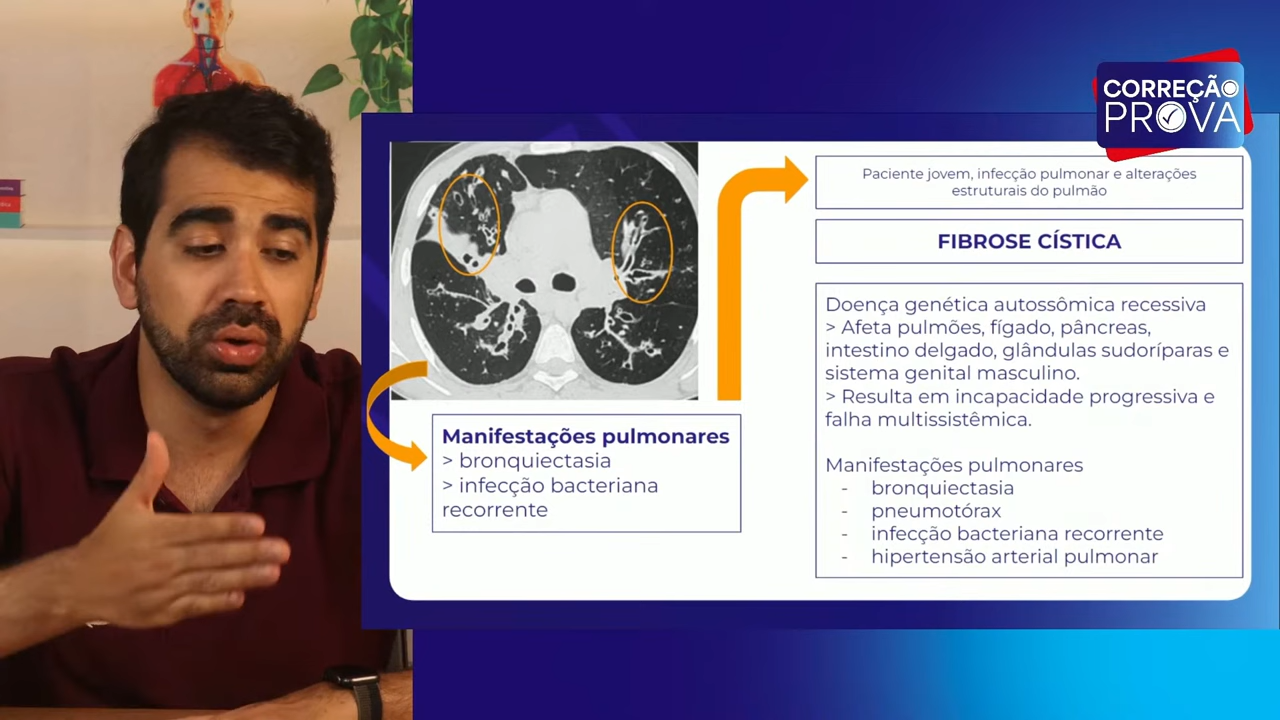 CORREÇÃO
PROVA
Paciente jovem, infecção pulmonar e alterações
estruturais do pulmão
FIBROSE CÍSTICA
Doença genética autossômica recessiva
> Afeta pulmões, fígado, pâncreas,
intestino delgado, glândulas sudoríparas e
sistema genital masculino.
> Resulta em incapacidade progressiva e
falha multissistêmica.
Manifestações pulmonares
- bronquiectasia
- pneumotórax
- infecção bacteriana recorrente
- hipertensão arterial pulmonar
Manifestações pulmonares
> bronquiectasia
> infecção bacteriana
recorrente